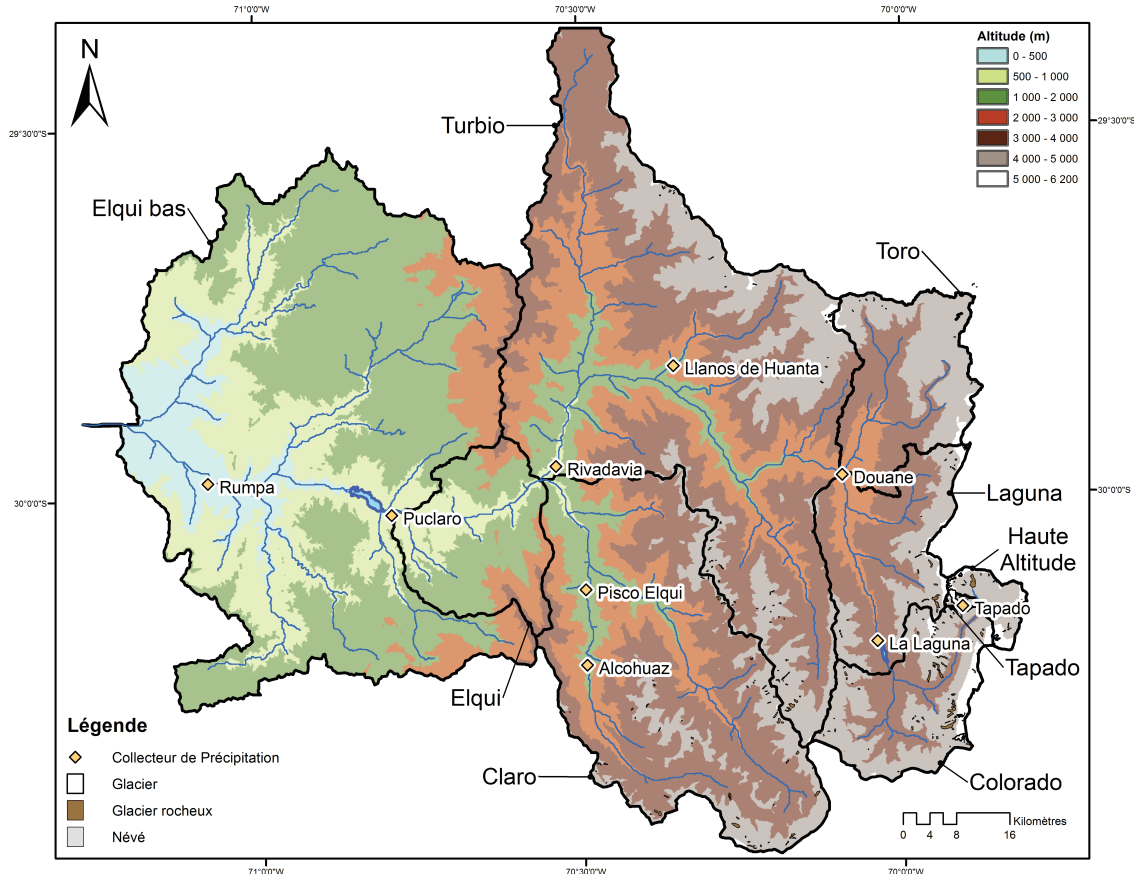 71°0'0"W
70°30'0"W
70°0'0"W
N
Altitude (m)
0 - 500
500 - 1 000
1 000 - 2 000
2 000 - 3 000
3 000 - 4 000
4 000 - 5 000
5 000 - 6 200
29°30'0"S
29°30'0"S
Turbio
Elqui bas
Toro
Llanos de Huanta
Rivadavia
Douane
Rumpa
Laguna
30°0'0"S
30°0'0"S
Puclaro
Haute
Altitude
Pisco Elqui
Tapado
La Laguna
Tapado
Alcohuaz
Elqui
Claro
Colorado
Légende
Collecteur de Précipitation
Glacier
Glacier rocheux
Névé
Kilomètres
0 4 8 16
71°0'0"W
70°30'0"W
70°0'0"W